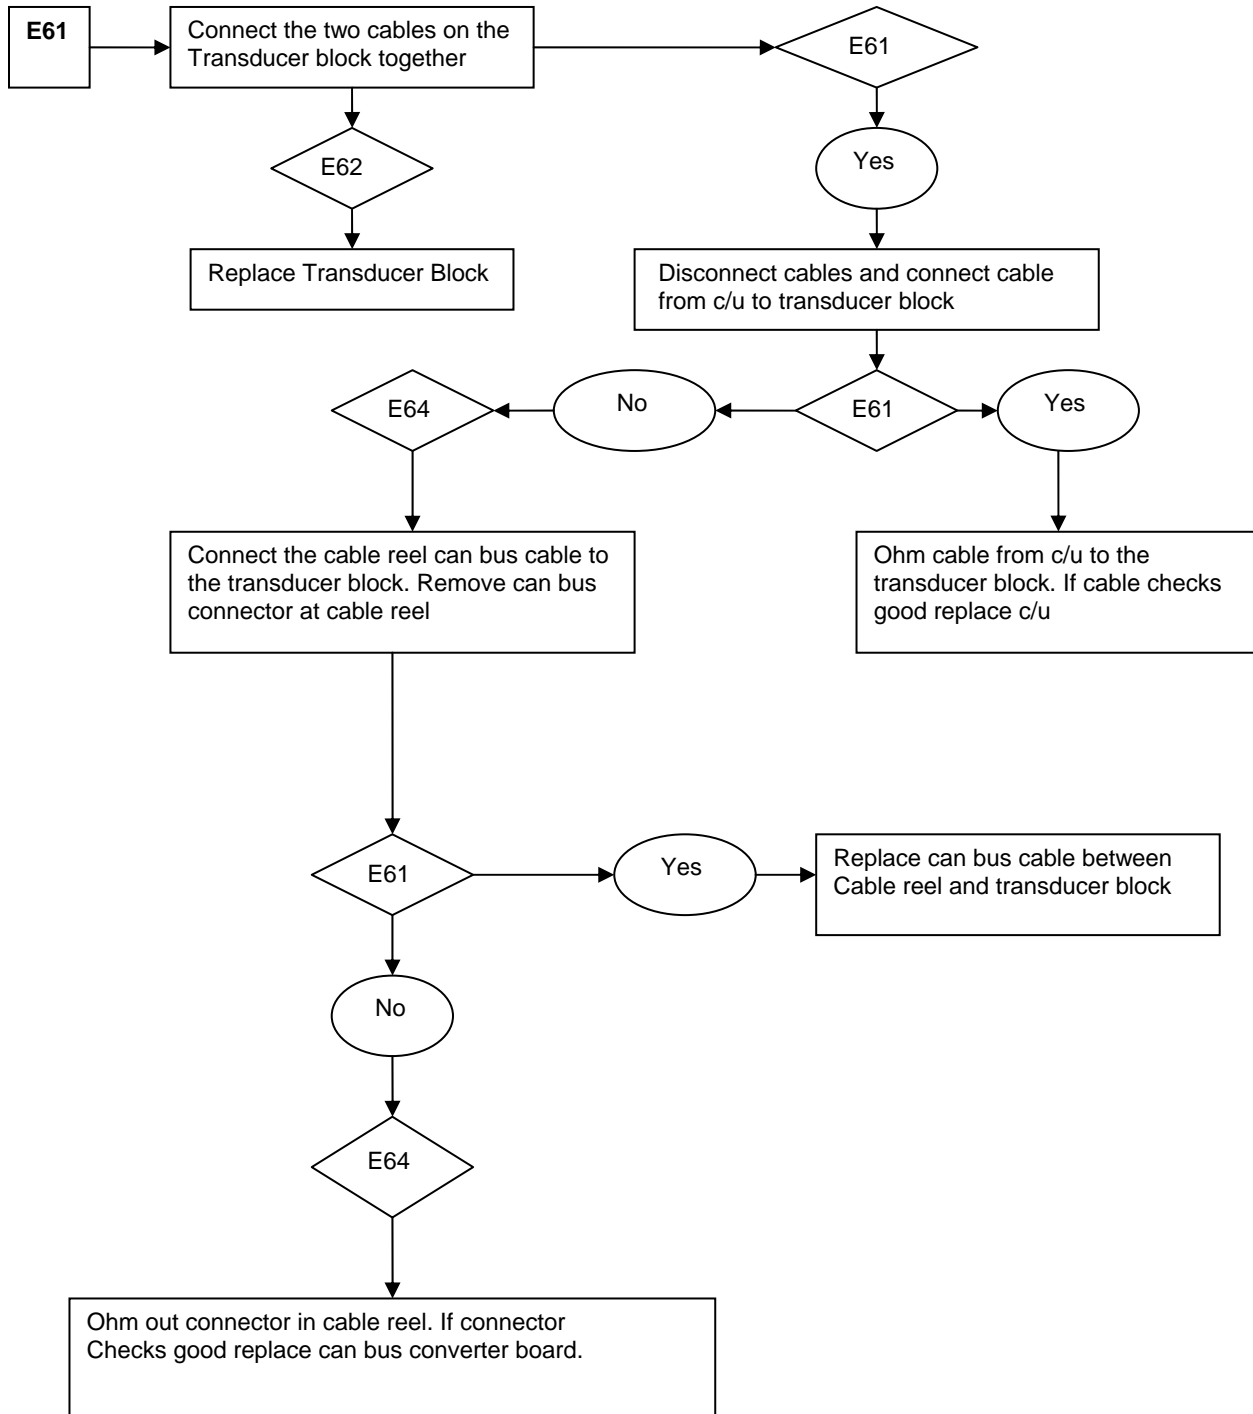 E61
Connect the two cables on the
Transducer block together
E61
E62
Yes
Replace Transducer Block
Disconnect cables and connect cable
from c/u to transducer block
E64
No
E61
Yes
Connect the cable reel can bus cable to
the transducer block. Remove can bus
connector at cable reel
Ohm cable from c/u to the
transducer block. If cable checks
good replace c/u
E61
Yes
Replace can bus cable between
Cable reel and transducer block
No
E64
Ohm out connector in cable reel. If connector
Checks good replace can bus converter board.